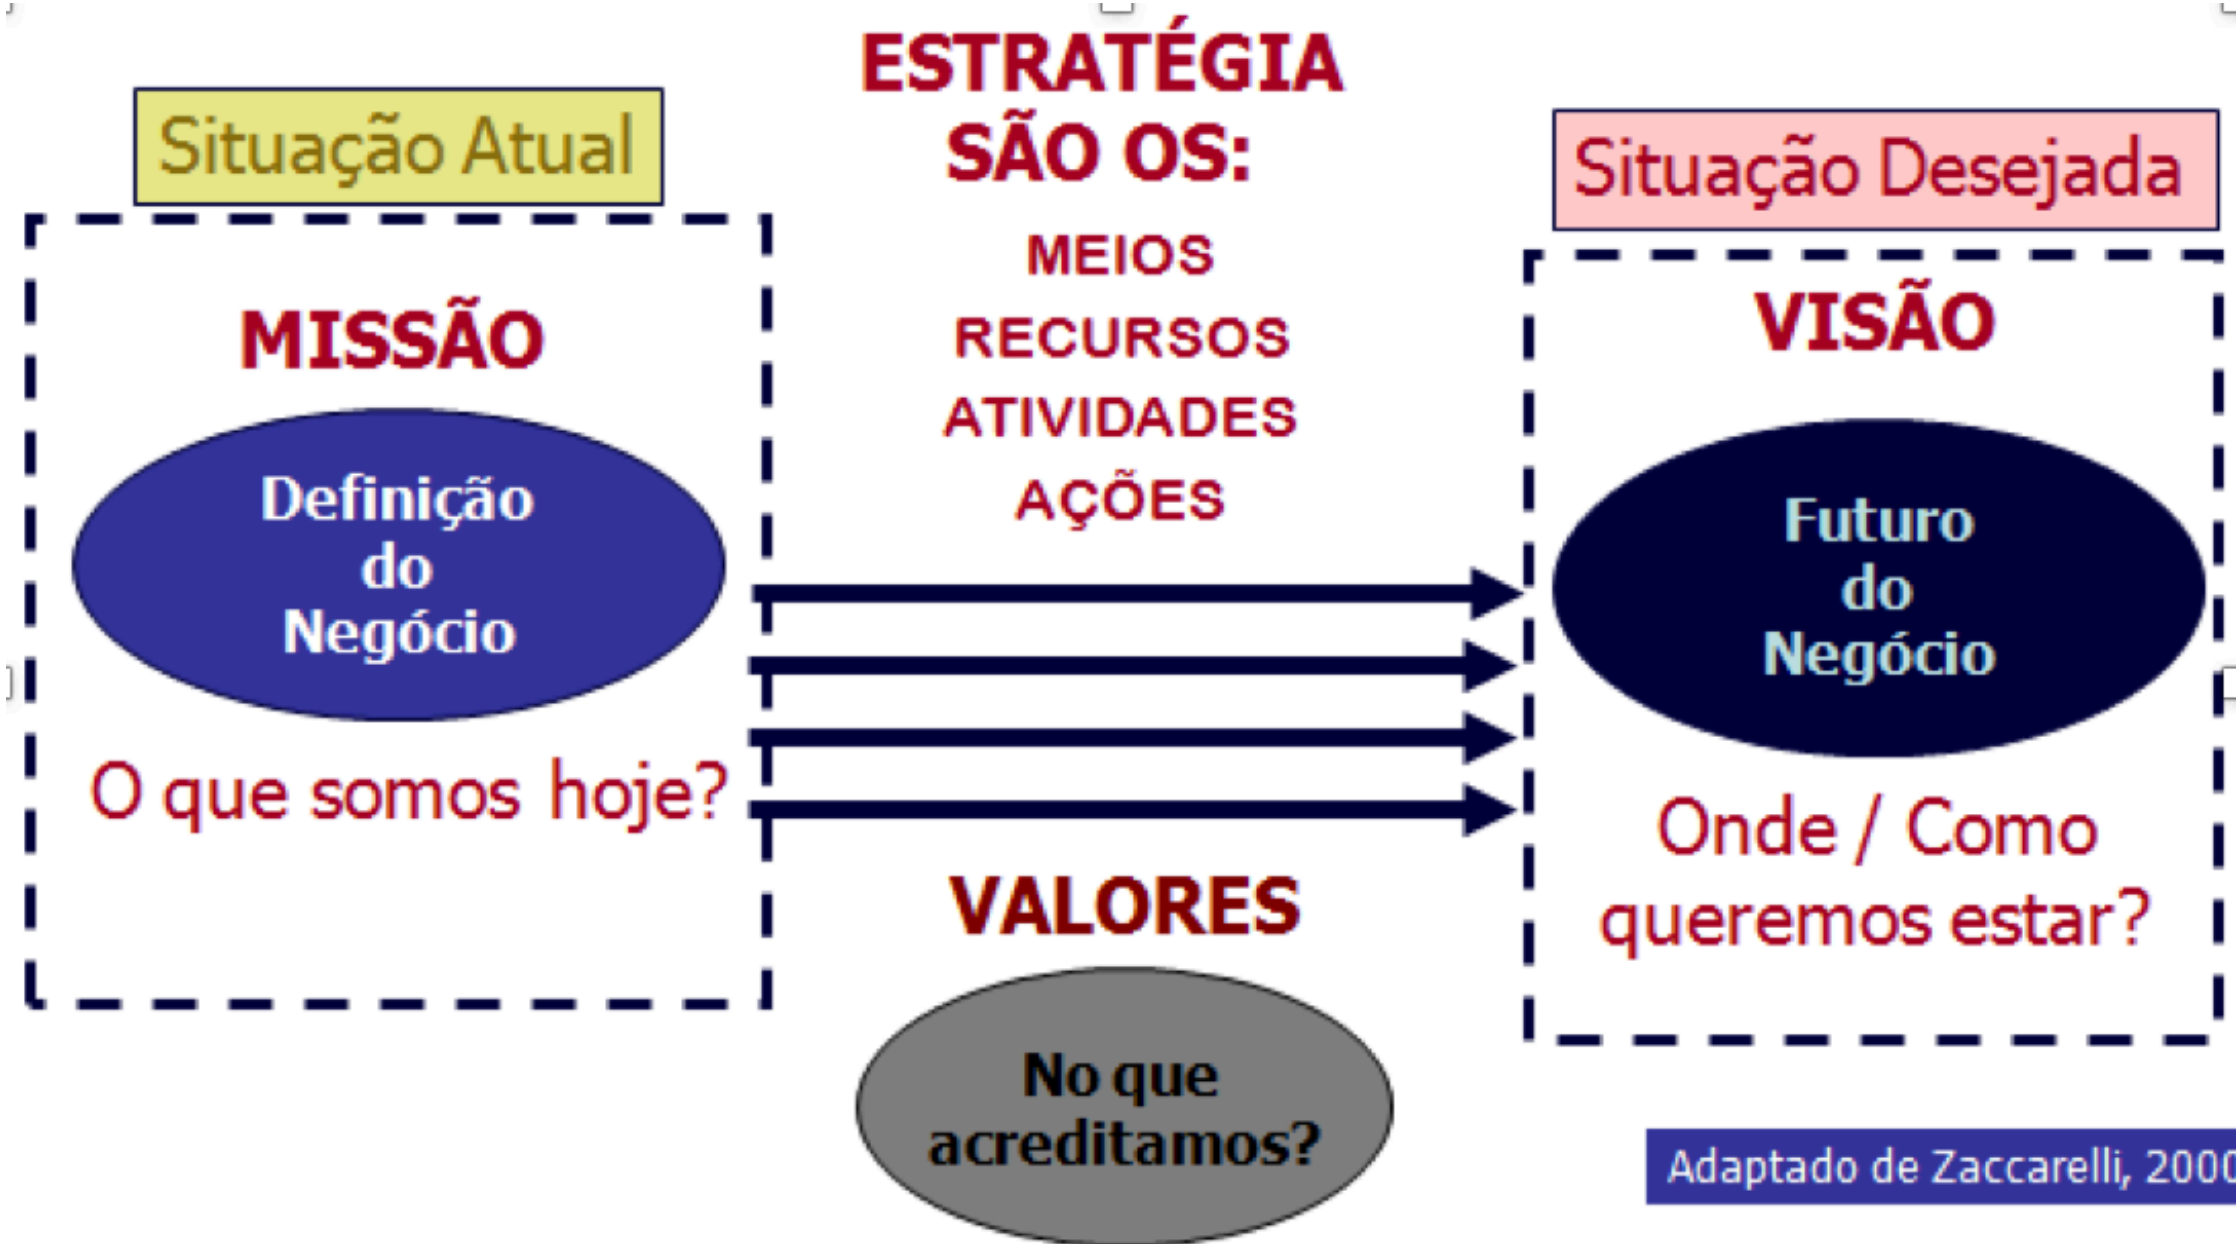 Situação Atual
MISSÃO
Definição
do
Negócio
O que somos hoje?
ESTRATÉGIA
SÃO OS:
MEIOS
RECURSOS
ATIVIDADES
AÇÕES
VALORES
No que
acreditamos?
Situação Desejada
VISÃO
Futuro
do
Negócio
Onde / Como
queremos estar?
Adaptado de Zaccarelli, 2000